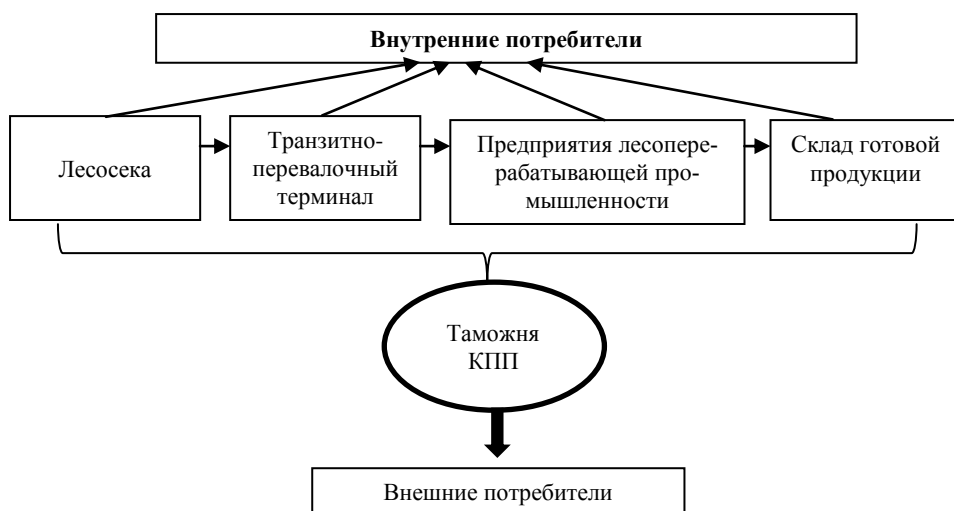 Внутренние потребители
Лесосека
Транзитно-
перевалочный
терминал
Предприятия лесопере-
рабатывающей про-
мышленности
Склад готовой
продукции
Таможня
КПП
Внешние потребители